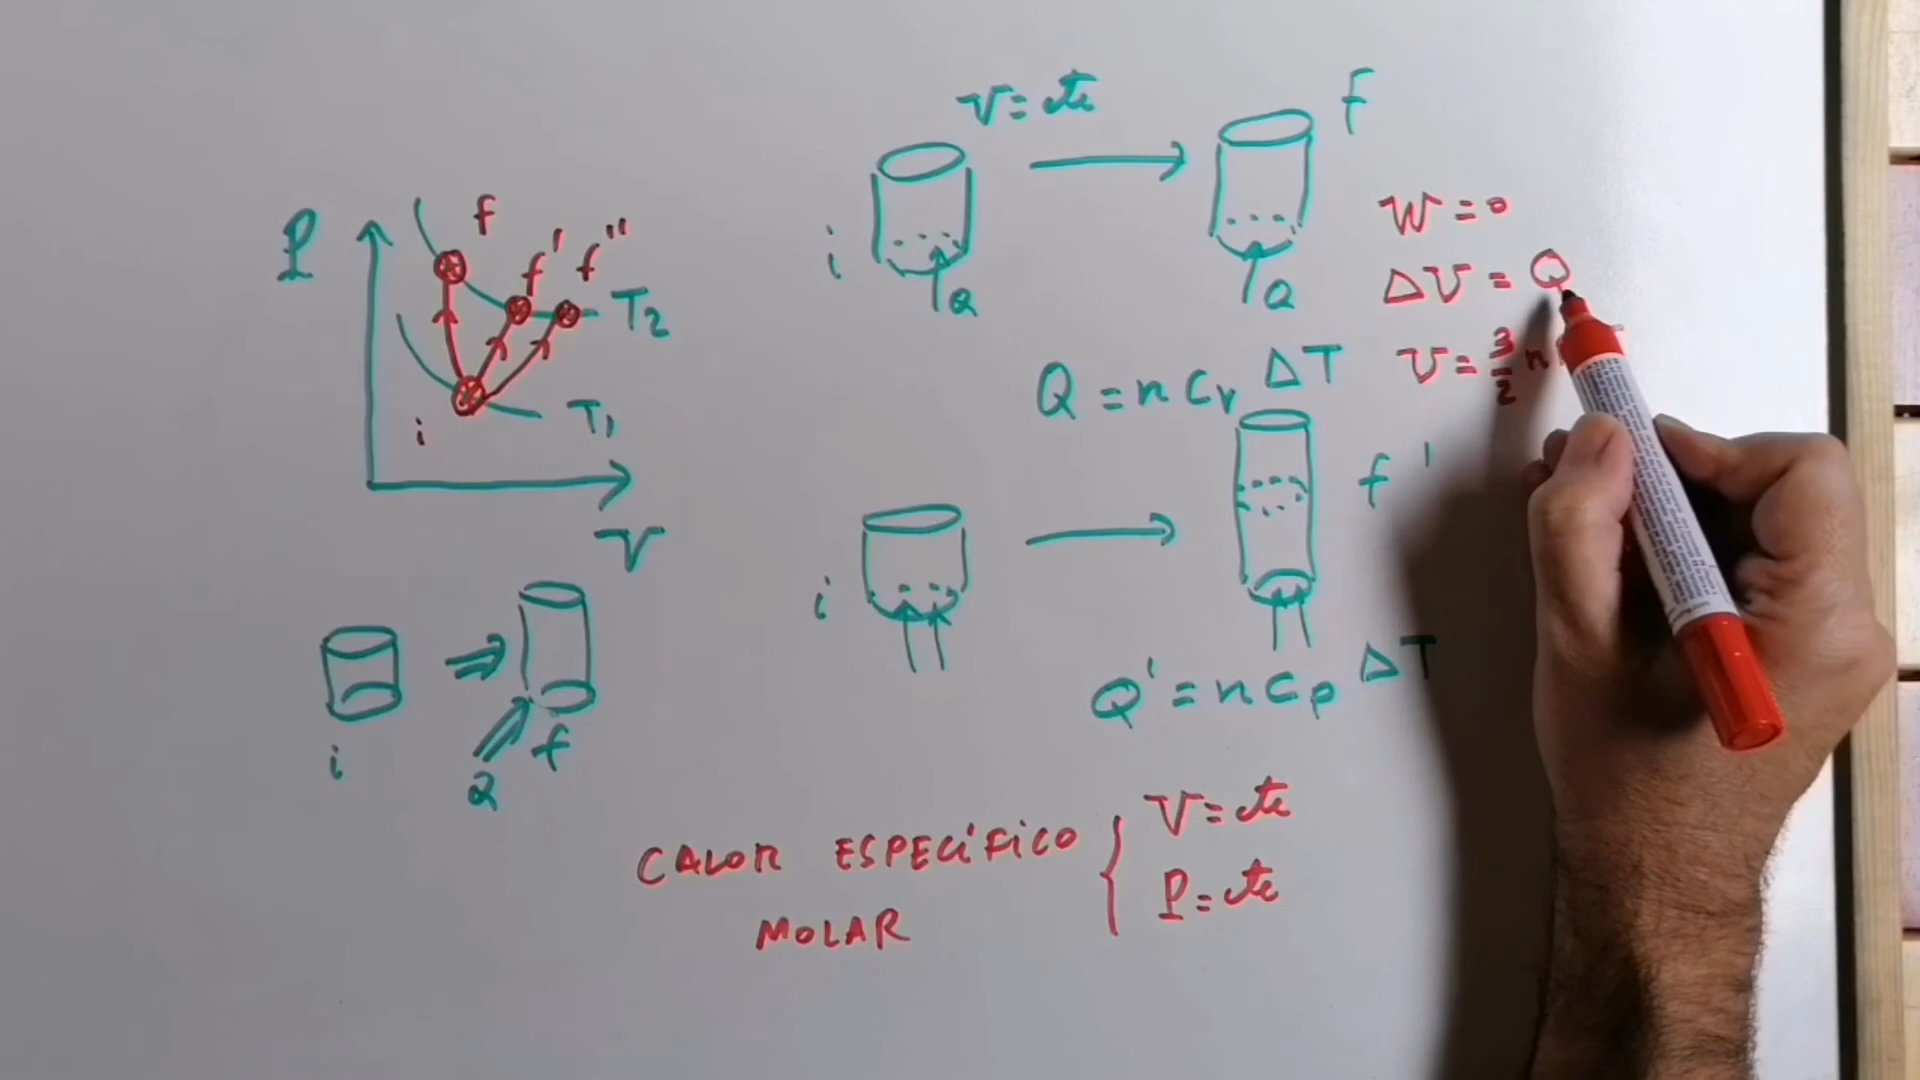 P
f
f'
f''
T₂
T₁
i
V
i
Q
f
V = cte
i
f
Q
Q
W = 0
ΔU = Q
U = 3/2 n
Q = n Cv ΔT
i
f'
Q' = n Cp ΔT
CALOR ESPECÍFICO
MOLAR
V = cte
P = cte